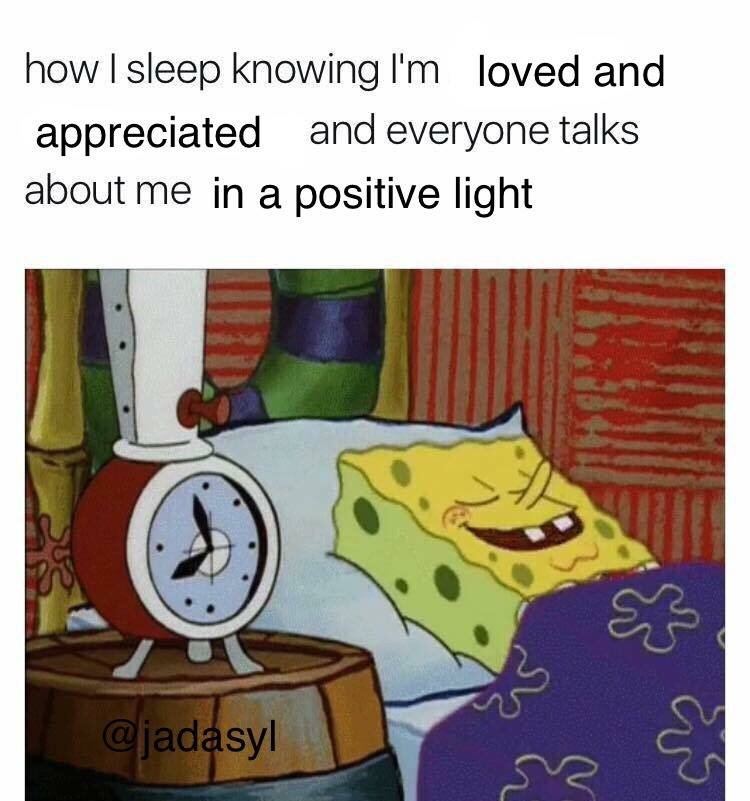 how I sleep knowing I'm loved and
appreciated and everyone talks
about me in a positive light
@jadasyl